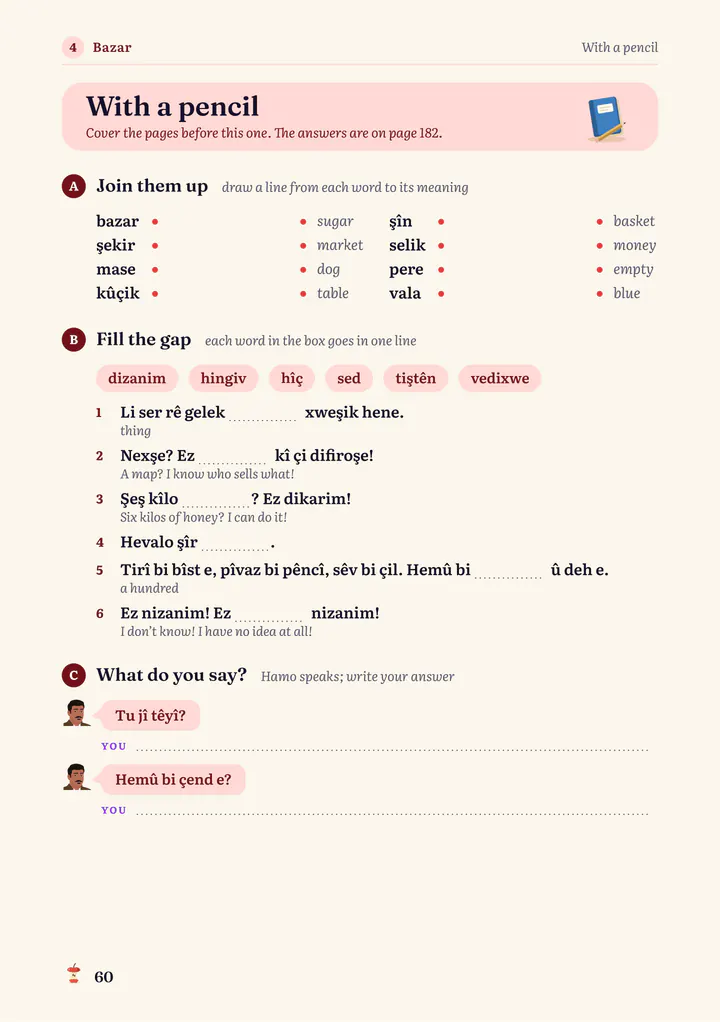 4 Bazar With a pencil
With a pencil
Cover the pages before this one. The answers are on page 182.
A Join them up draw a line from each word to its meaning
bazar • • sugar şîn • • basket
şekir • • market selik • • money
mase • • dog pere • • empty
kûçik • • table vala • • blue
B Fill the gap each word in the box goes in one line
dizanim hingiv hîç sed tiştên vedixwe
1 Li ser rê gelek .............. xweşik hene.
thing
2 Nexşe? Ez .............. kî çi difiroşe!
A map? I know who sells what!
3 Şeş kîlo ..............? Ez dikarim!
Six kilos of honey? I can do it!
4 Hevalo şîr ...............
5 Tirî bi bîst e, pîvaz bi pêncî, sêv bi çil. Hemû bi .............. û deh e.
a hundred
6 Ez nizanim! Ez .............. nizanim!
I don't know! I have no idea at all!
C What do you say? Hamo speaks; write your answer
Tu jî têyî?
YOU
Hemû bi çend e?
YOU
60